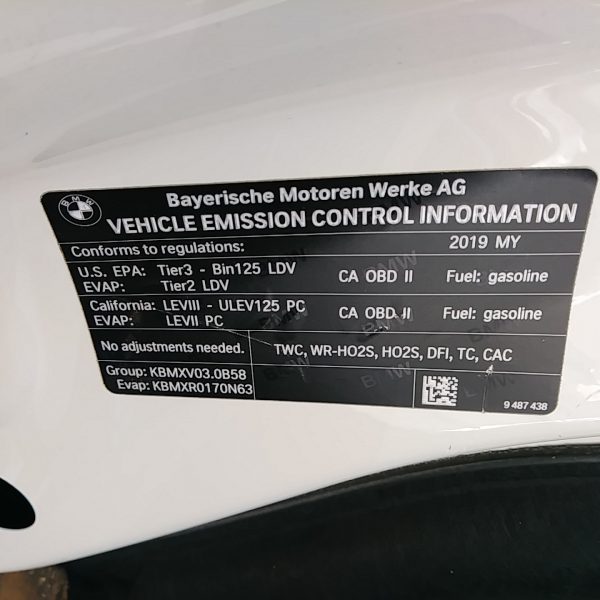 BMW
Bayerische Motoren Werke AG
VEHICLE EMISSION CONTROL INFORMATION
Conforms to regulations: 2019 MY
U.S. EPA: Tier3 - Bin125 LDV CA OBD II Fuel: gasoline
EVAP: Tier2 LDV
California: LEVIII - ULEV125 PC CA OBD II Fuel: gasoline
EVAP: LEVII PC
No adjustments needed. TWC, WR-HO2S, HO2S, DFI, TC, CAC
Group: KBMXV03.0B58
Evap: KBMXR0170N63
9 487 438